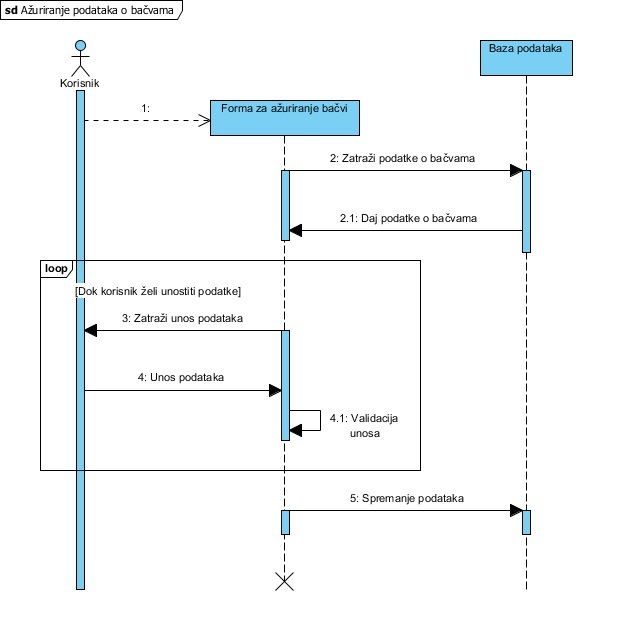 sd Ažuriranje podataka o bačvama
Baza podataka
Korisnik
1:
Forma za ažuriranje bačvi
2: Zatraži podatke o bačvama
2.1: Daj podatke o bačvama
loop
[Dok korisnik želi unostiti podatke]
3: Zatraži unos podataka
4: Unos podataka
4.1: Validacija
unosa
5: Spremanje podataka